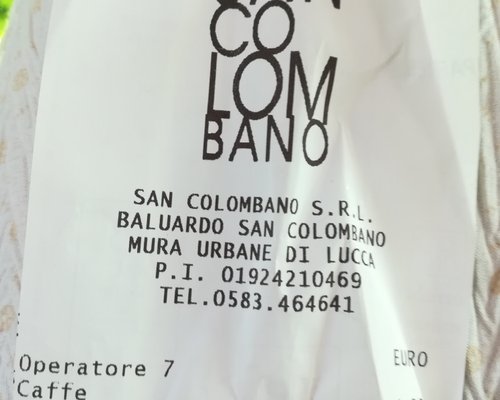 SAN
CO
LOM
BANO
SAN COLOMBANO S.R.L.
BALUARDO SAN COLOMBANO
MURA URBANE DI LUCCA
P.I. 01924210469
TEL.0583.464641
EURO
Operatore 7
Caffe